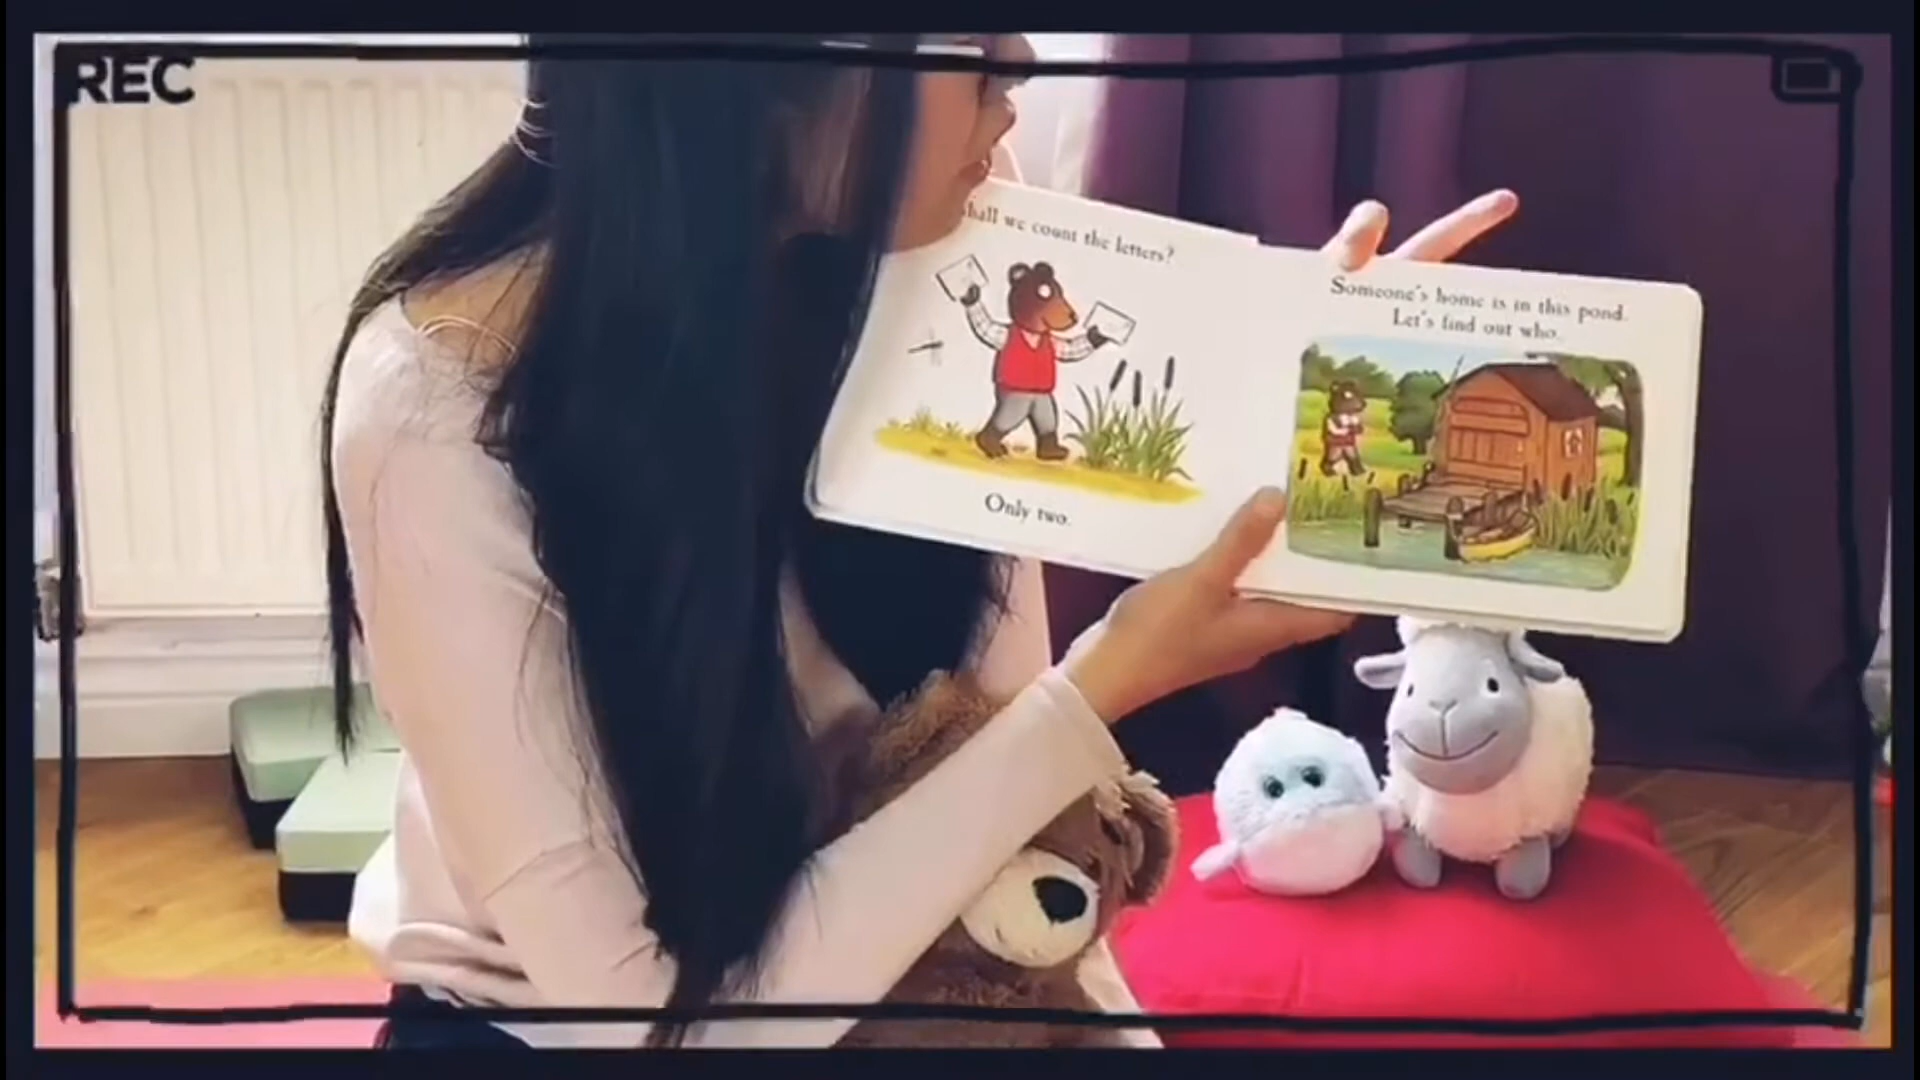 REC
hall we count the letters?
Only two.
Someone's home is in this pond.
Let's find out who.